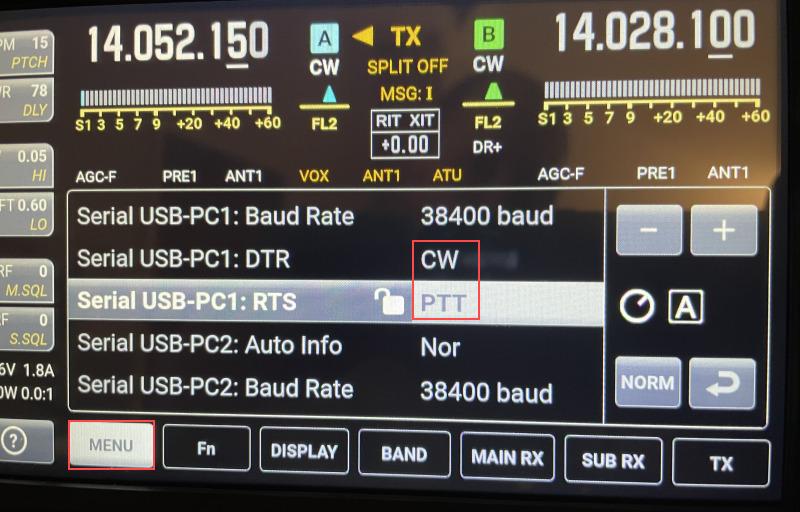 PM 15
PTCH
14.052.150
A
TX
B
14.028.100
CW
SPLIT OFF
CW
R 78
DLY
MSG: I
S1 3 5 7 9 +20 +40 +60
FL2
RIT XIT
+0.00
FL2
DR+
S1 3 5 7 9 +20 +40 +60
0.05
HI
AGC-F PRE1 ANT1 VOX ANT1 ATU AGC-F PRE1 ANT1
FT 0.60
LO
Serial USB-PC1: Baud Rate 38400 baud
- +
Serial USB-PC1: DTR CW
RF 0
M.SQL
Serial USB-PC1: RTS PTT
A
F 0
S.SQL
Serial USB-PC2: Auto Info Nor
6V 1.8A
0W 0.0:1
Serial USB-PC2: Baud Rate 38400 baud
NORM
?
MENU Fn DISPLAY BAND MAIN RX SUB RX TX